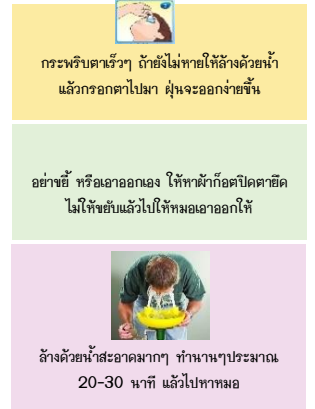 กระพริบตาเร็วๆ ถ้ายังไม่หายให้ล้างด้วยน้ำ
แล้วกรอกตาไปมา ฝุ่นจะออกง่ายขึ้น
อย่าขยี้ หรือเอาออกเอง ให้หาผ้าก็อตปิดตายึด
ไม่ให้ขยับแล้วไปให้หมอเอาออกให้
ล้างด้วยน้ำสะอาดมากๆ ทำนานๆประมาณ
20-30 นาที แล้วไปหาหมอ